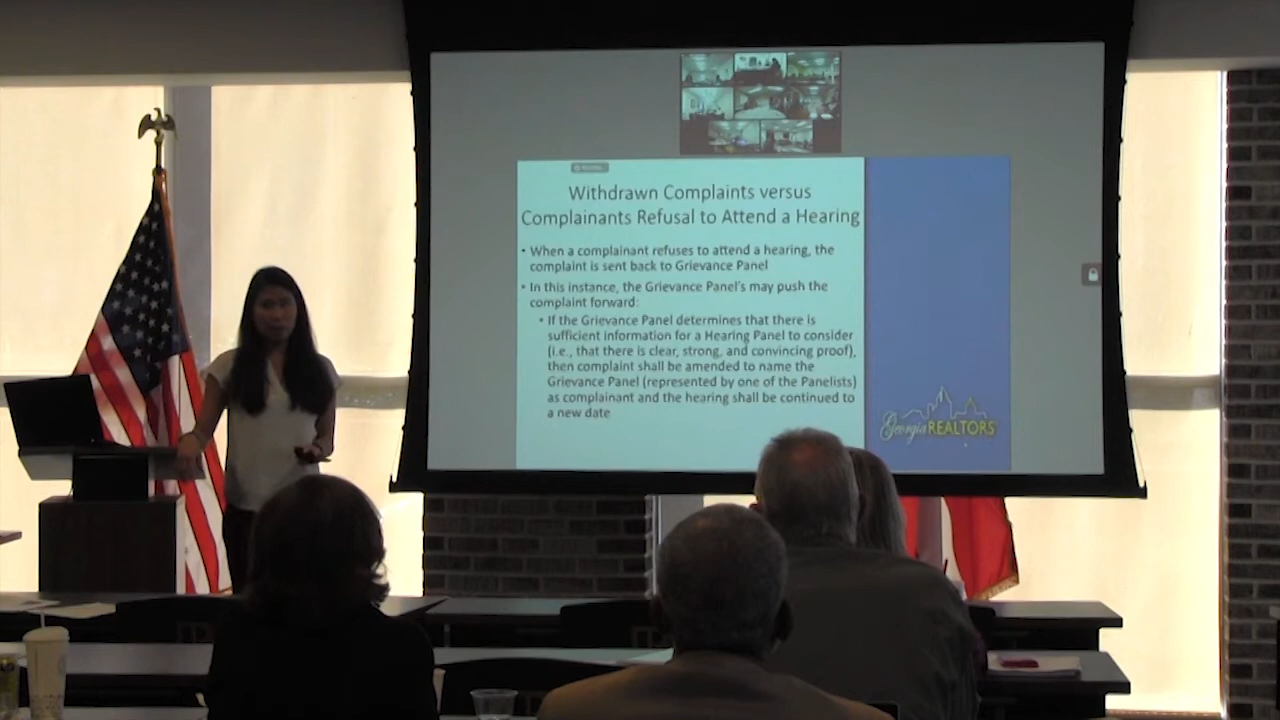 Withdrawn Complaints versus
Complainants Refusal to Attend a Hearing
• When a complainant refuses to attend a hearing, the
complaint is sent back to Grievance Panel
• In this instance, the Grievance Panel's may push the
complaint forward:
• If the Grievance Panel determines that there is
sufficient information for a Hearing Panel to consider
(i.e., that there is clear, strong, and convincing proof),
then complaint shall be amended to name the
Grievance Panel (represented by one of the Panelists)
as complainant and the hearing shall be continued to
a new date
Georgia REALTORS